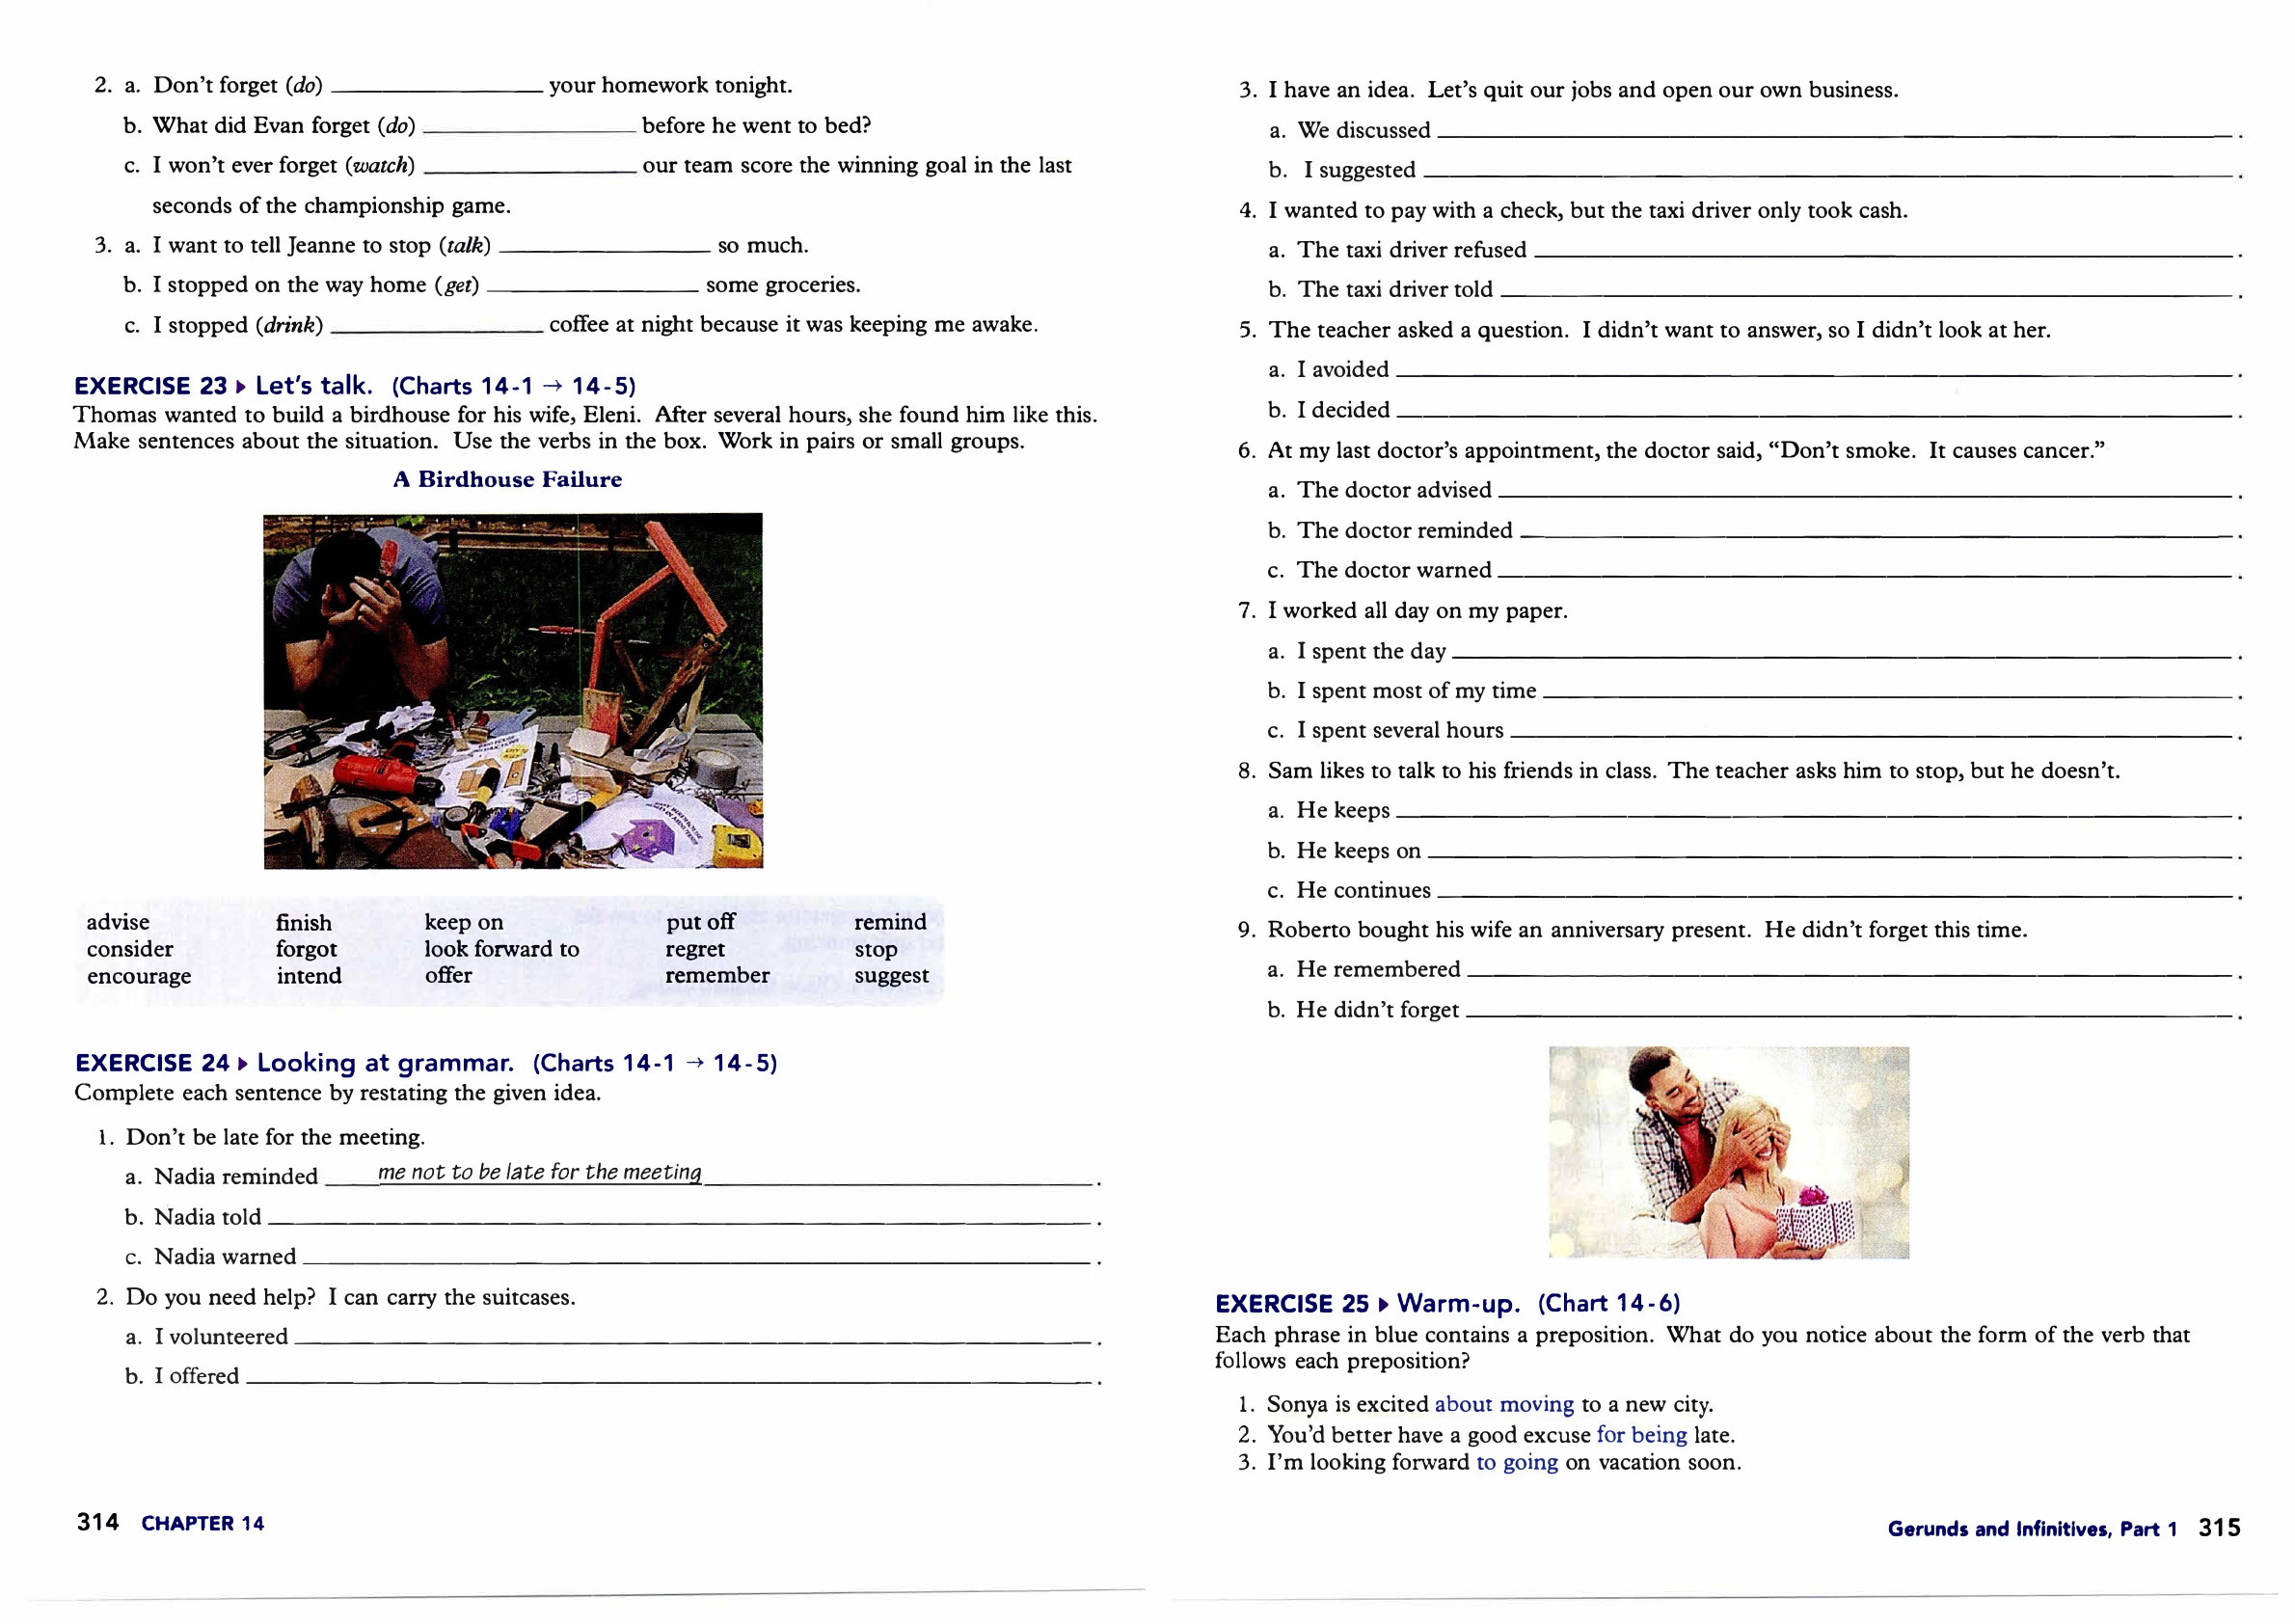 2. a. Don't forget (do) ________ your homework tonight.
b. What did Evan forget (do) ________ before he went to bed?
c. I won't ever forget (watch) ________ our team score the winning goal in the last
seconds of the championship game.
3. a. I want to tell Jeanne to stop (talk) ________ so much.
b. I stopped on the way home (get) ________ some groceries.
c. I stopped (drink) ________ coffee at night because it was keeping me awake.
EXERCISE 23 ▸ Let's talk. (Charts 14-1 → 14-5)
Thomas wanted to build a birdhouse for his wife, Eleni. After several hours, she found him like this.
Make sentences about the situation. Use the verbs in the box. Work in pairs or small groups.
A Birdhouse Failure
advise finish keep on put off remind
consider forgot look forward to regret stop
encourage intend offer remember suggest
EXERCISE 24 ▸ Looking at grammar. (Charts 14-1 → 14-5)
Complete each sentence by restating the given idea.
1. Don't be late for the meeting.
a. Nadia reminded me not to be late for the meeting ________.
b. Nadia told ________.
c. Nadia warned ________.
2. Do you need help? I can carry the suitcases.
a. I volunteered ________.
b. I offered ________.
314 CHAPTER 14
3. I have an idea. Let's quit our jobs and open our own business.
a. We discussed ________.
b. I suggested ________.
4. I wanted to pay with a check, but the taxi driver only took cash.
a. The taxi driver refused ________.
b. The taxi driver told ________.
5. The teacher asked a question. I didn't want to answer, so I didn't look at her.
a. I avoided ________.
b. I decided ________.
6. At my last doctor's appointment, the doctor said, "Don't smoke. It causes cancer."
a. The doctor advised ________.
b. The doctor reminded ________.
c. The doctor warned ________.
7. I worked all day on my paper.
a. I spent the day ________.
b. I spent most of my time ________.
c. I spent several hours ________.
8. Sam likes to talk to his friends in class. The teacher asks him to stop, but he doesn't.
a. He keeps ________.
b. He keeps on ________.
c. He continues ________.
9. Roberto bought his wife an anniversary present. He didn't forget this time.
a. He remembered ________.
b. He didn't forget ________.
EXERCISE 25 ▸ Warm-up. (Chart 14-6)
Each phrase in blue contains a preposition. What do you notice about the form of the verb that
follows each preposition?
1. Sonya is excited about moving to a new city.
2. You'd better have a good excuse for being late.
3. I'm looking forward to going on vacation soon.
Gerunds and Infinitives, Part 1 315